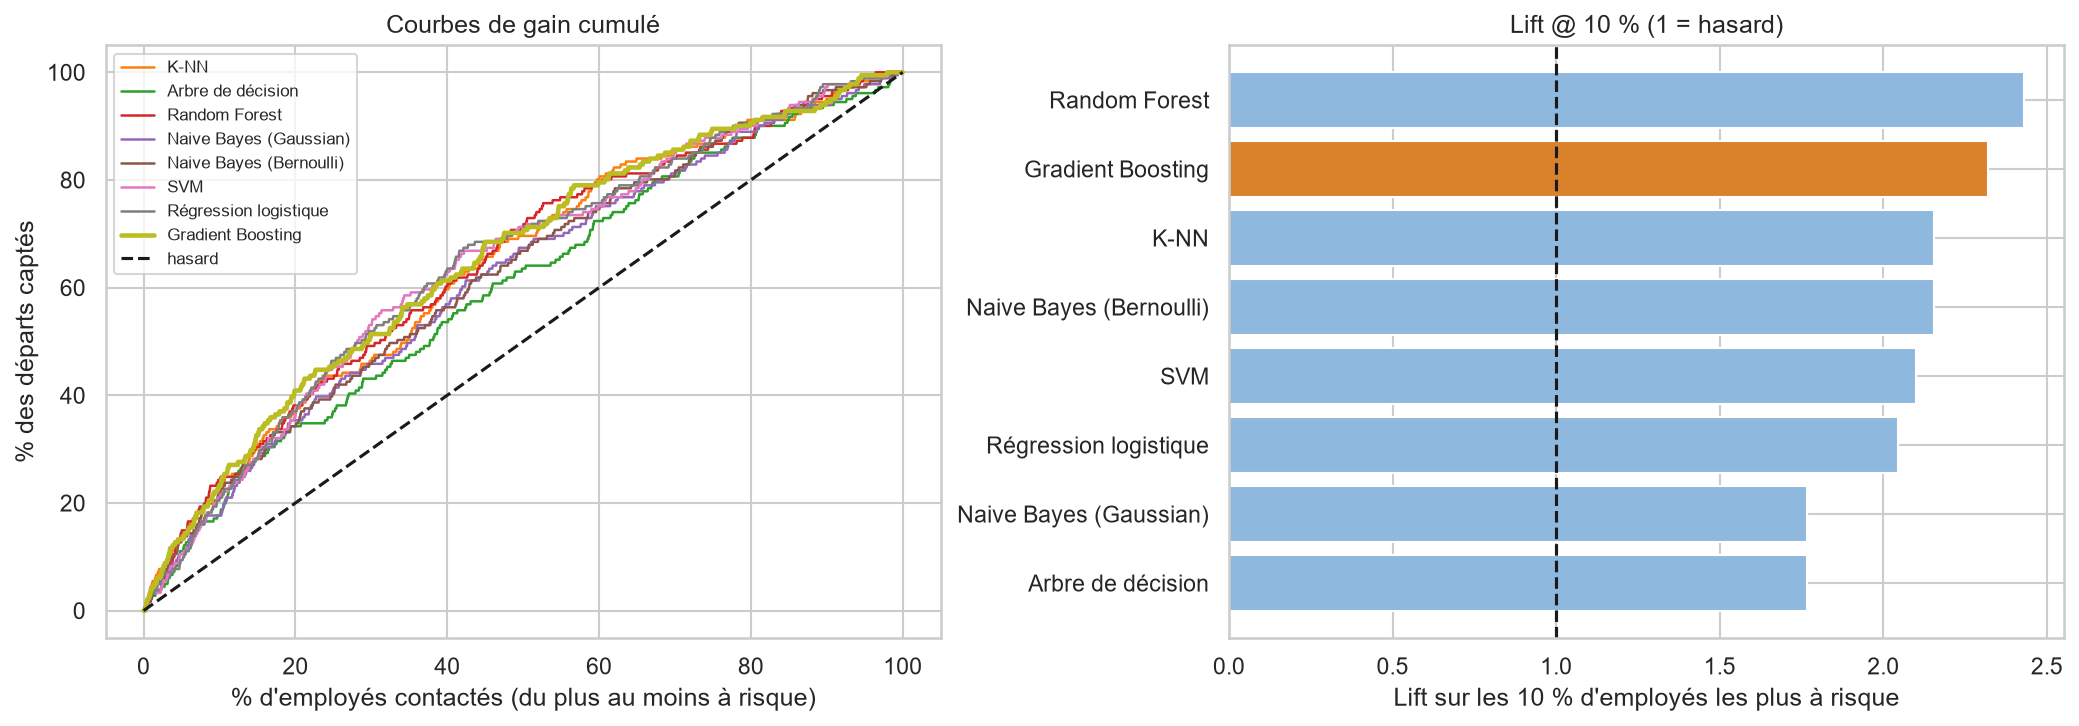 Courbes de gain cumulé
% des départs captés
100
80
60
40
20
0
K-NN
Arbre de décision
Random Forest
Naive Bayes (Gaussian)
Naive Bayes (Bernoulli)
SVM
Régression logistique
Gradient Boosting
hasard
0 20 40 60 80 100
% d'employés contactés (du plus au moins à risque)
Lift @ 10 % (1 = hasard)
Random Forest
Gradient Boosting
K-NN
Naive Bayes (Bernoulli)
SVM
Régression logistique
Naive Bayes (Gaussian)
Arbre de décision
0.0 0.5 1.0 1.5 2.0 2.5
Lift sur les 10 % d'employés les plus à risque